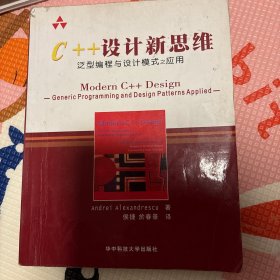 C++设计新思维
泛型编程与设计模式之应用
Modern C++ Design
Generic Programming and Design Patterns Applied
Andrei Alexandrescu 著
侯捷 於春景 译
华中科技大学出版社